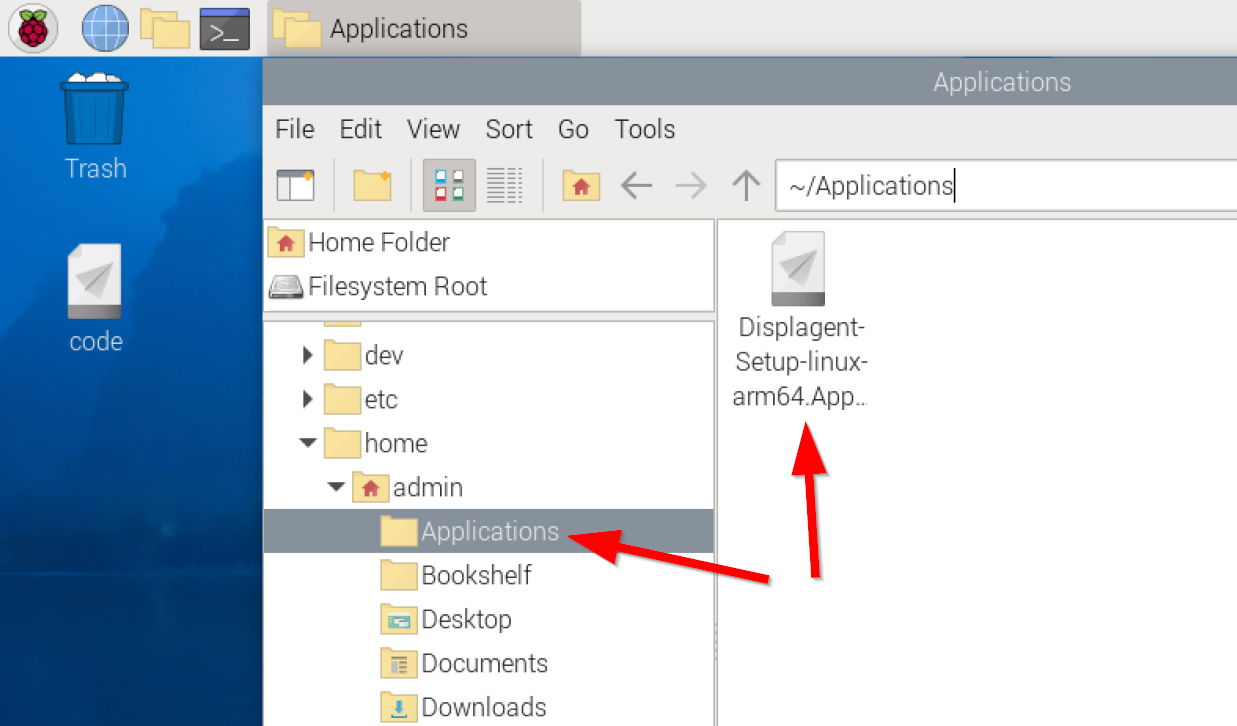 >_
Applications
Applications
Trash
code
File Edit View Sort Go Tools
~/Applications
Home Folder
Filesystem Root
dev
etc
home
admin
Applications
Bookshelf
Desktop
Documents
Downloads
Displagent-
Setup-linux-
arm64.App...